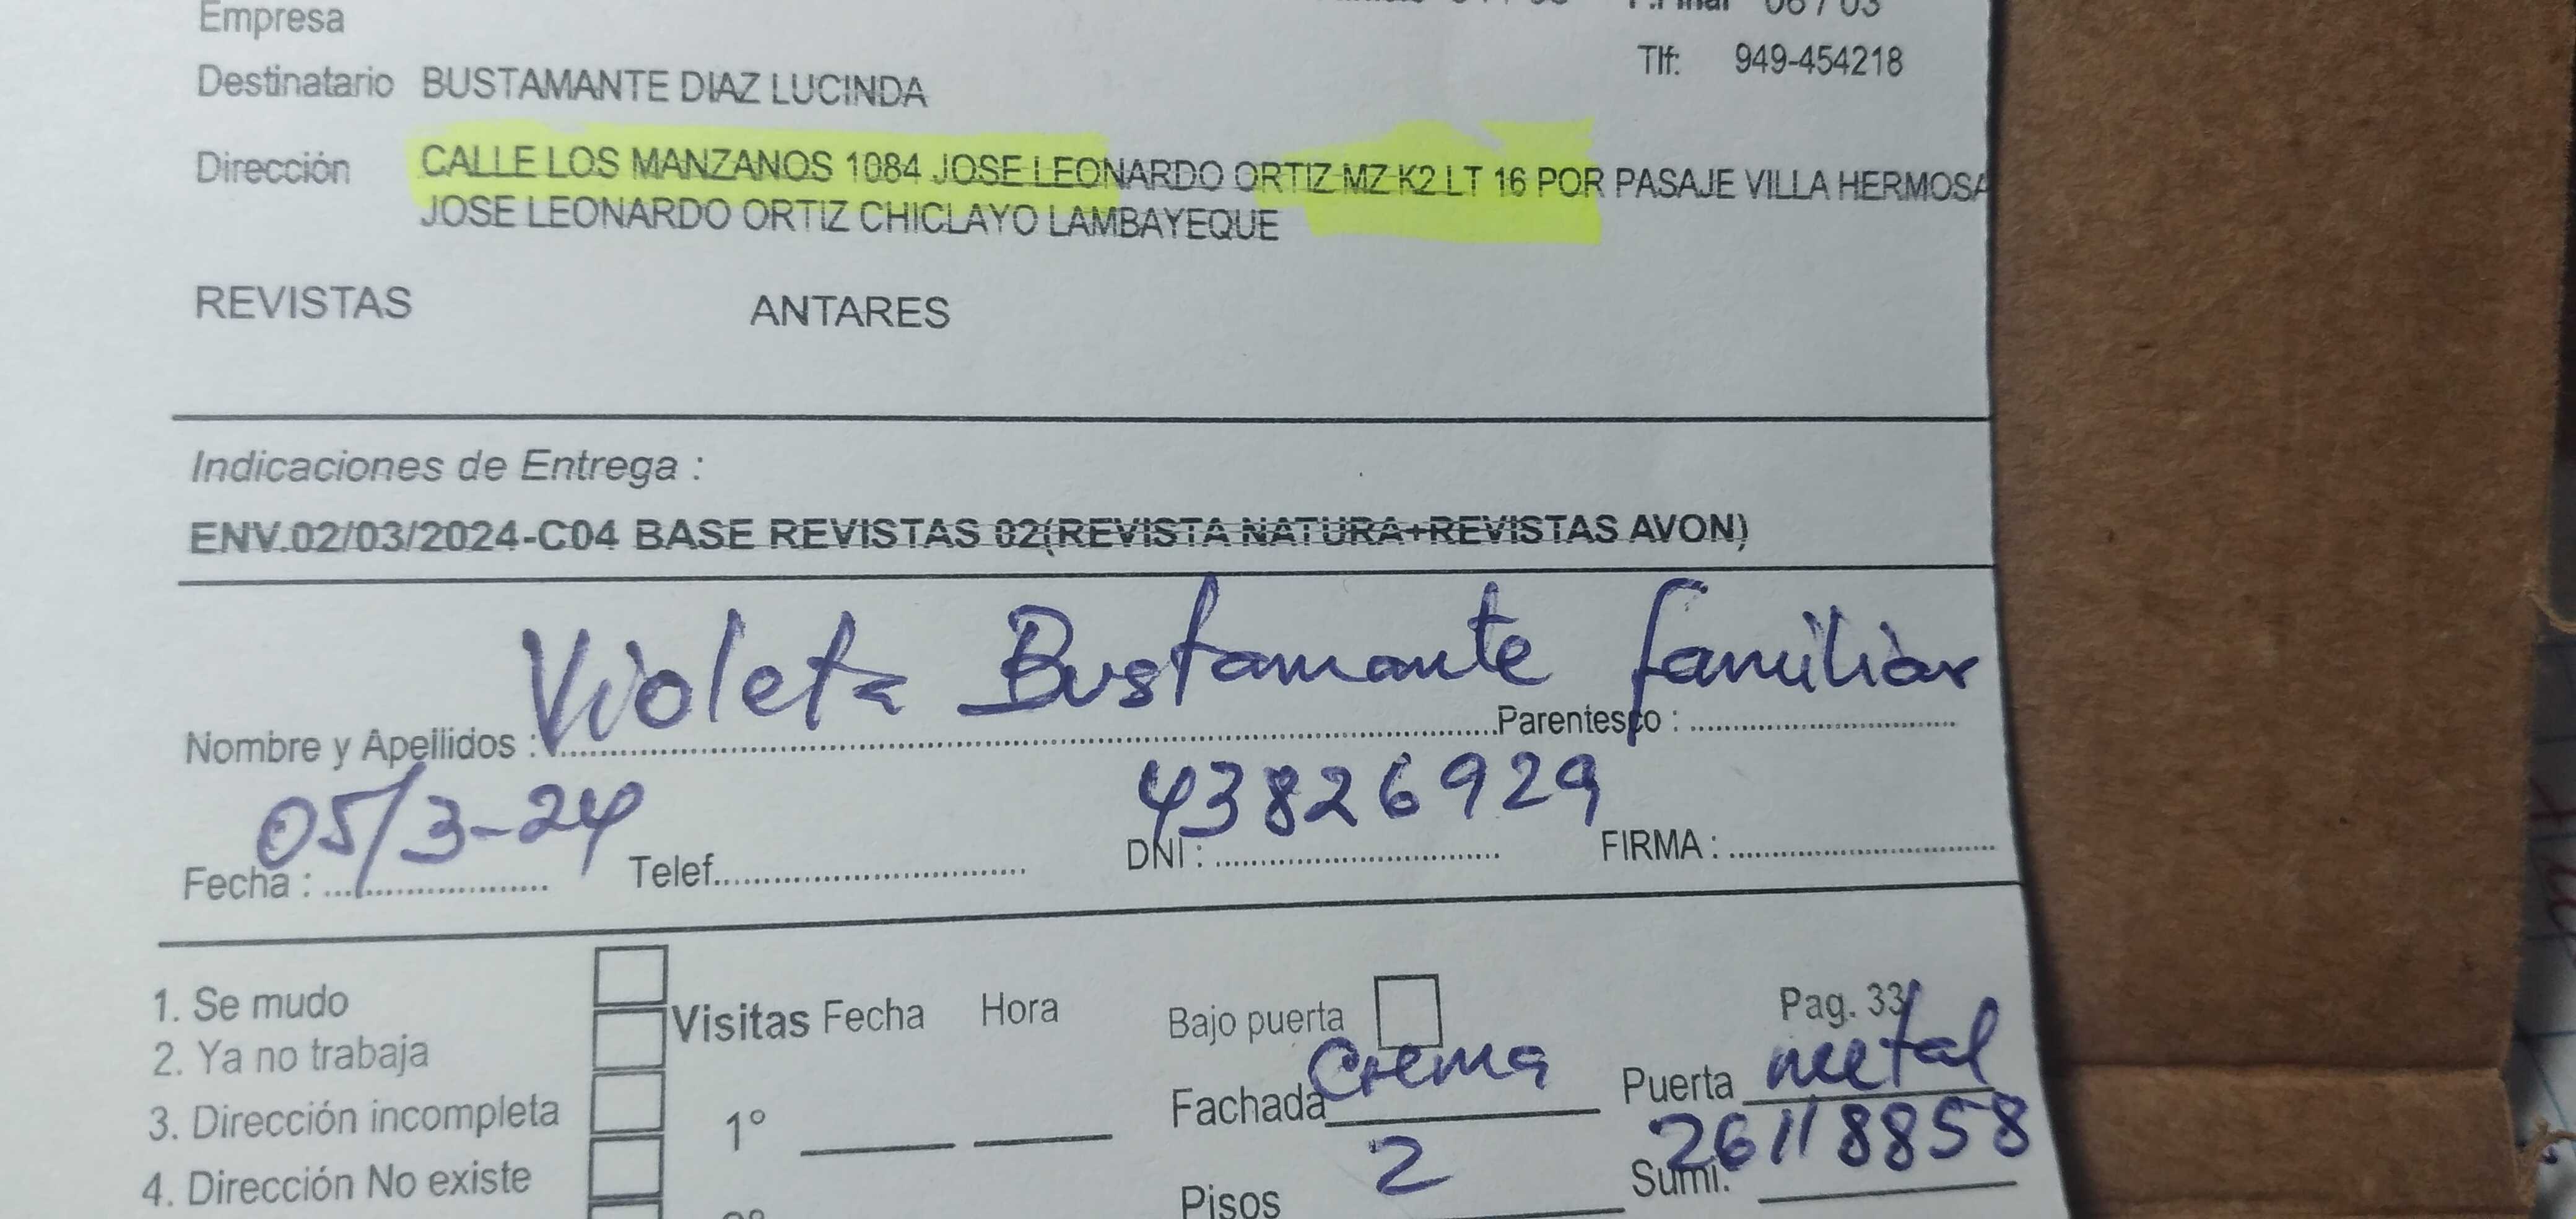 Empresa
F.Final 06 / 03
Tlf: 949-454218
Destinatario BUSTAMANTE DIAZ LUCINDA
Dirección CALLE LOS MANZANOS 1084 JOSE LEONARDO ORTIZ MZ K2 LT 16 POR PASAJE VILLA HERMOSA
JOSE LEONARDO ORTIZ CHICLAYO LAMBAYEQUE
REVISTAS ANTARES
Indicaciones de Entrega :
ENV.02/03/2024-C04 BASE REVISTAS 02(REVISTA NATURA+REVISTAS AVON)
Violeta Bustamante familiar
Nombre y Apellidos : Parentesco :
05/3-24 43826929
Fecha : Telef. DNI : FIRMA :
1. Se mudo
2. Ya no trabaja
3. Dirección incompleta
4. Dirección No existe
Visitas Fecha Hora
1°
Bajo puerta
Pag. 33
Fachada Crema Puerta metal
Pisos 2 Sumi. 26118858